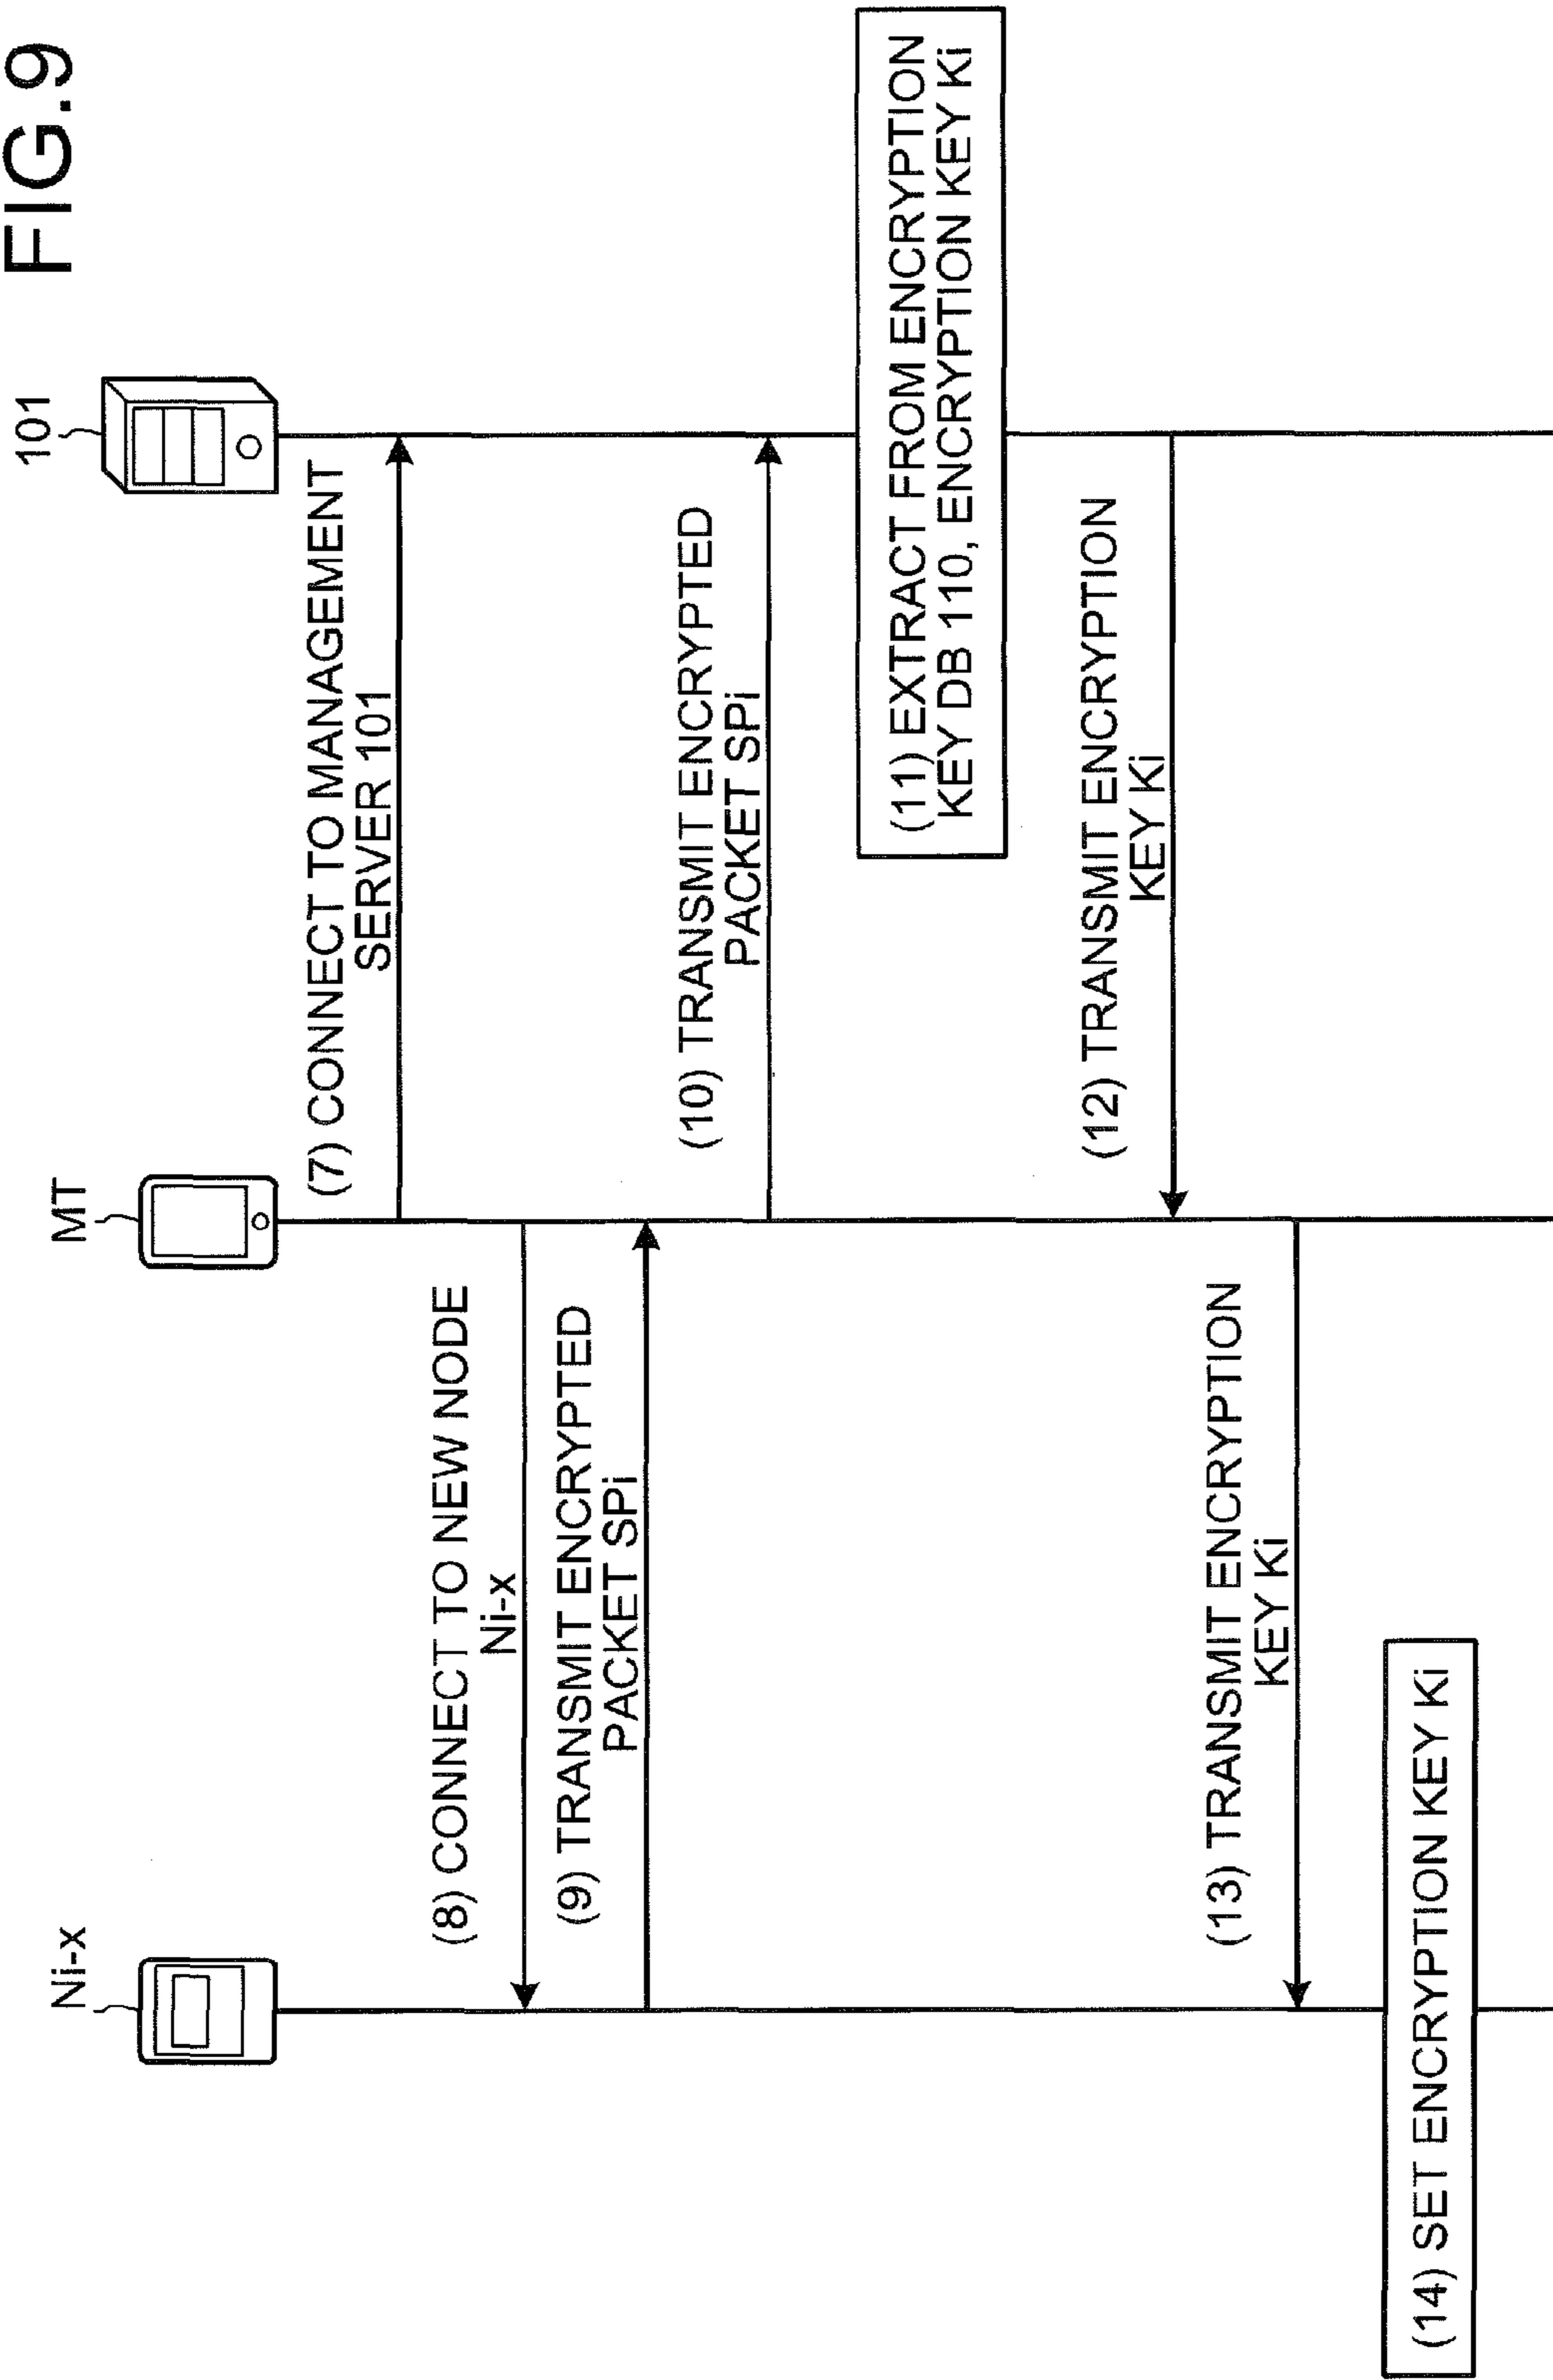 FIG.9
Ni-x
MT
101
(7) CONNECT TO MANAGEMENT
SERVER 101
(8) CONNECT TO NEW NODE
Ni-x
(9) TRANSMIT ENCRYPTED
PACKET SPi
(10) TRANSMIT ENCRYPTED
PACKET SPi
(11) EXTRACT FROM ENCRYPTION
KEY DB 110, ENCRYPTION KEY Ki
(12) TRANSMIT ENCRYPTION
KEY Ki
(13) TRANSMIT ENCRYPTION
KEY Ki
(14) SET ENCRYPTION KEY Ki